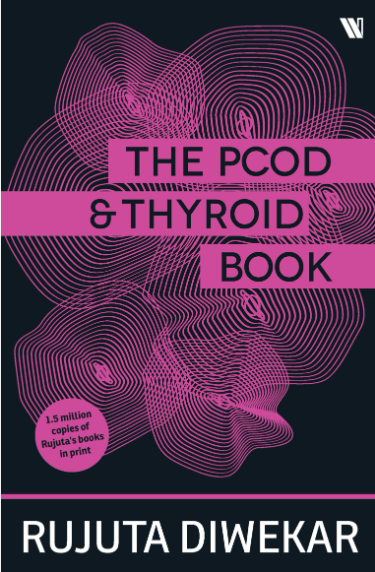 THE PCOD
& THYROID
BOOK
1.5 million
copies of
Rujuta's books
in print
RUJUTA DIWEKAR